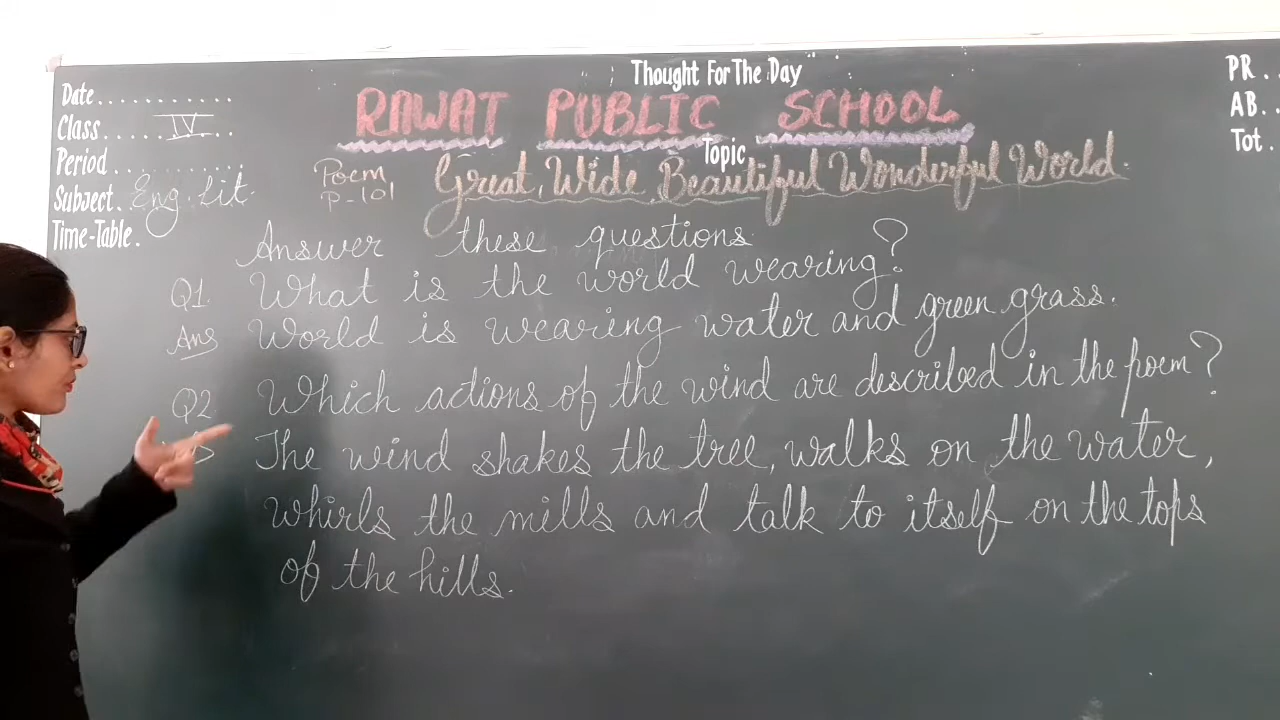 Thought For The Day
Date............
Class.....IV..
Period............
Subject. Eng. Lit.
Time-Table.
PR..
AB..
Tot.
RAWAT PUBLIC SCHOOL
Topic
Poem
P-101
Great, Wide, Beautiful Wonderful World.
Answer these questions
Q1. What is the world wearing?
Ans World is wearing water and green grass.
Q2 Which actions of the wind are described in the poem?
The wind shakes the tree, walks on the water,
whirls the mills and talk to itself on the tops
of the hills.